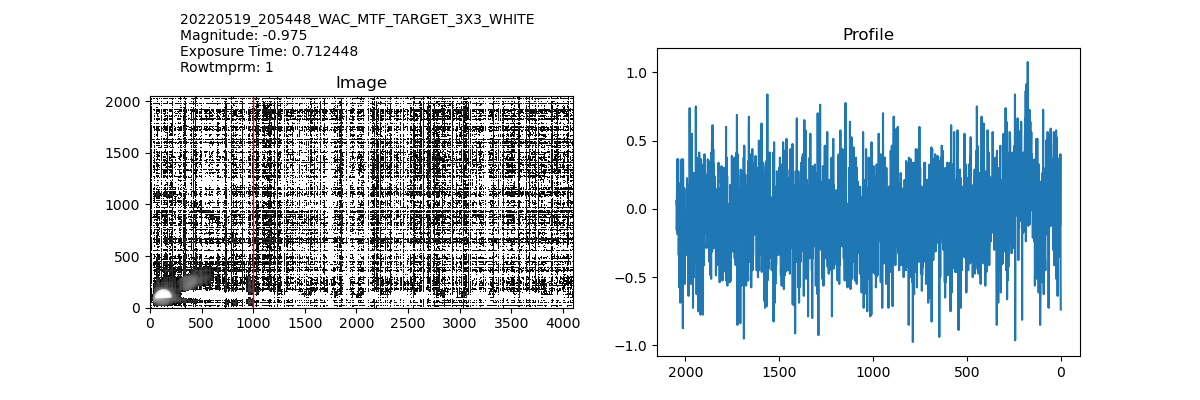 20220519_205448_WAC_MTF_TARGET_3X3_WHITE
Magnitude: -0.975
Exposure Time: 0.712448
Rowtmprm: 1
Image
2000
1500
1000
500
0
0 500 1000 1500 2000 2500 3000 3500 4000
Profile
1.0
0.5
0.0
−0.5
−1.0
2000 1500 1000 500 0